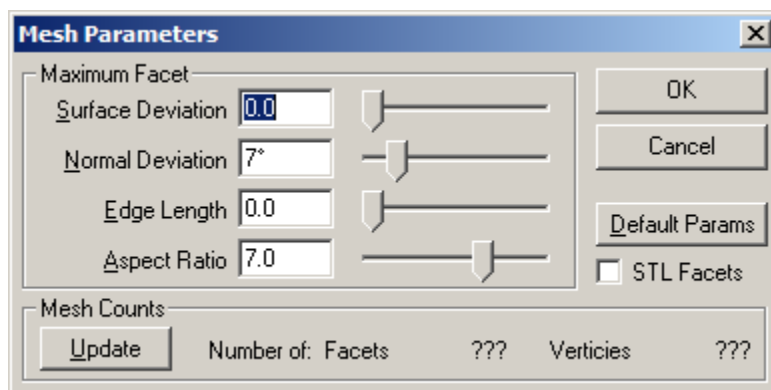 Mesh Parameters
Maximum Facet
Surface Deviation 0.0
Normal Deviation 7°
Edge Length 0.0
Aspect Ratio 7.0
OK
Cancel
Default Params
STL Facets
Mesh Counts
Update Number of: Facets ??? Verticies ???